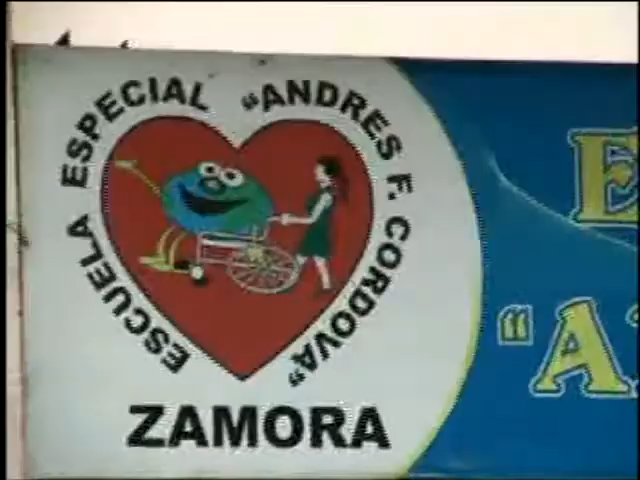 ESCUELA ESPECIAL "ANDRES F. CORDOVA"
ZAMORA
E
"A